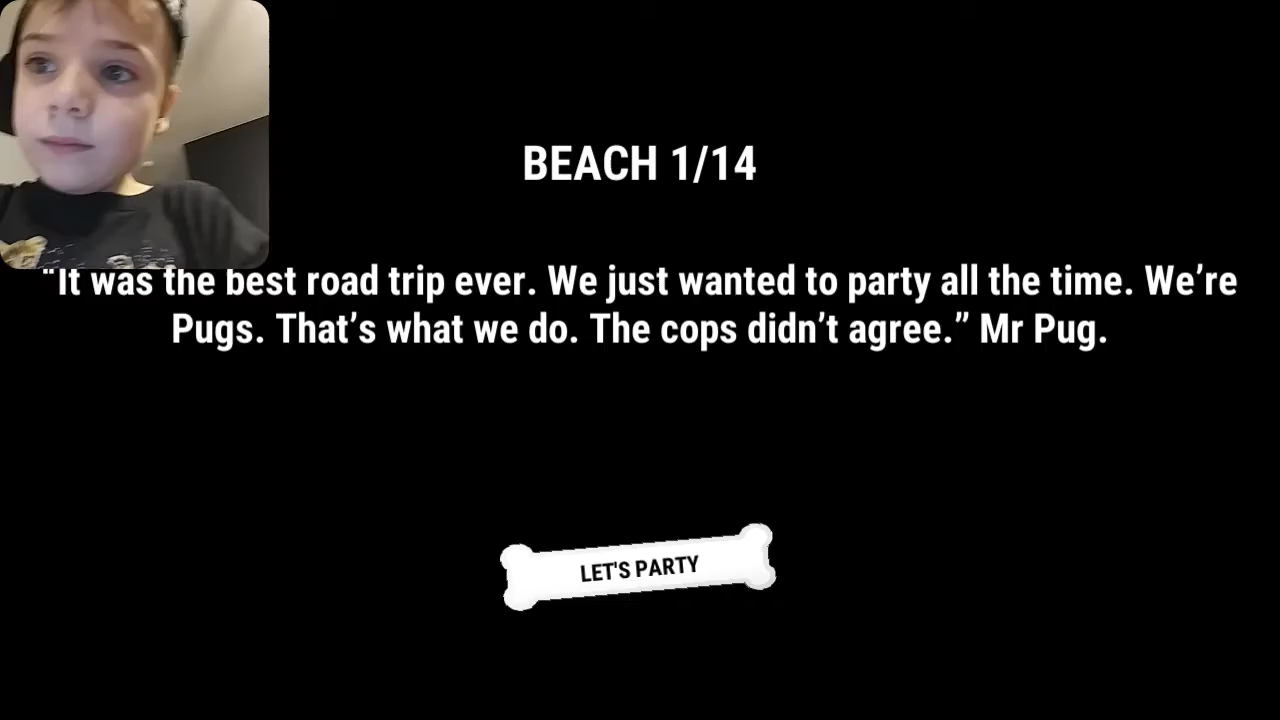 BEACH 1/14
“It was the best road trip ever. We just wanted to party all the time. We’re
Pugs. That’s what we do. The cops didn’t agree.” Mr Pug.
LET'S PARTY